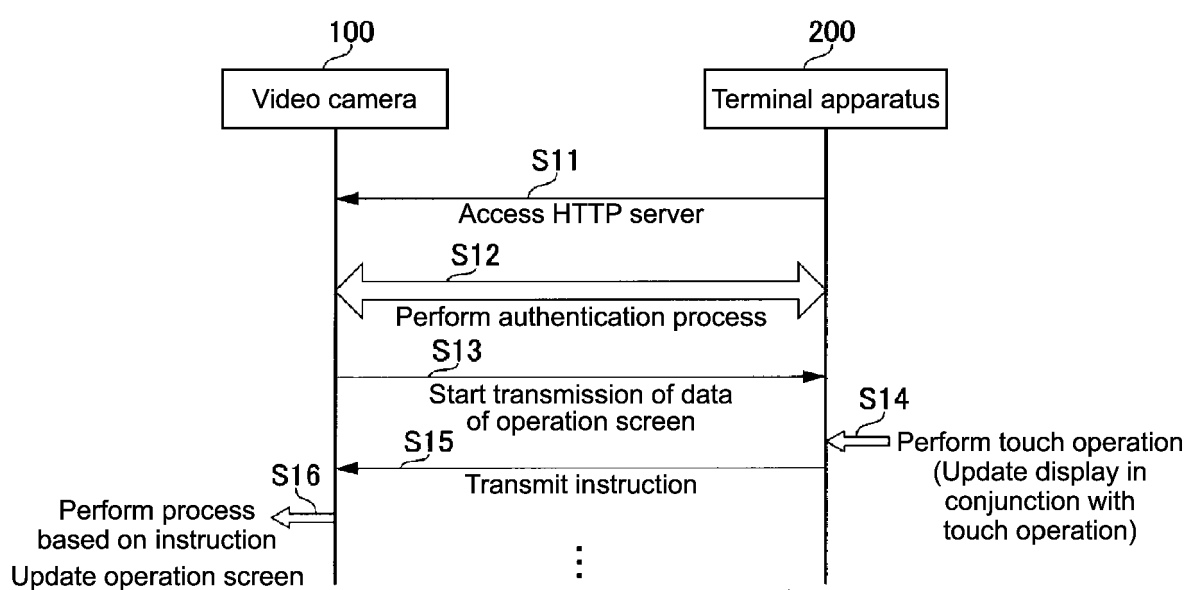 100
200
Video camera
Terminal apparatus
S11
Access HTTP server
S12
Perform authentication process
S13
Start transmission of data
of operation screen
S14
Perform touch operation
(Update display in
conjunction with
touch operation)
S15
Transmit instruction
S16
Perform process
based on instruction
Update operation screen